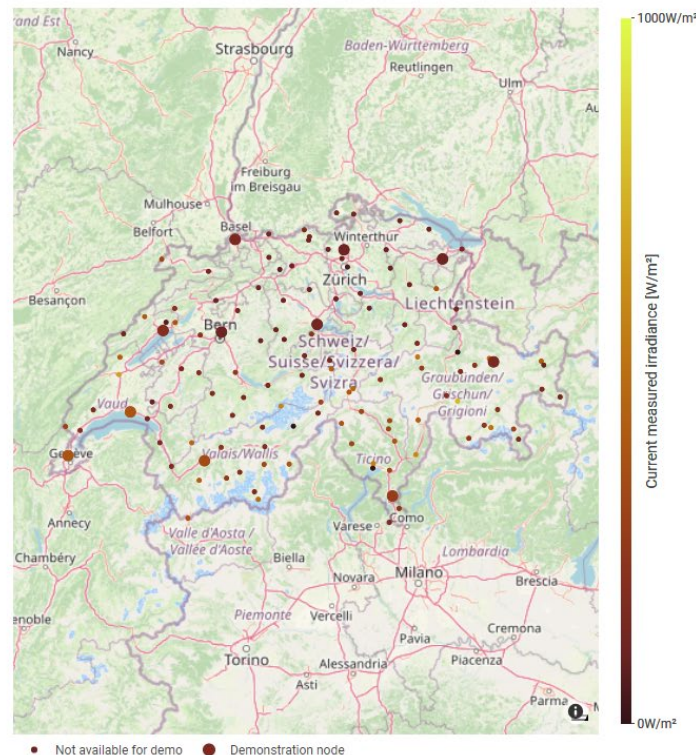 rand Est
Nancy
Strasbourg
Baden-Württemberg
Reutlingen
Ulm
Au
Freiburg
im Breisgau
Mulhouse
Belfort
Basel
Winterthur
Besançon
Zürich
Liechtenstein
Bern
Schweiz/
Suisse/Svizzera/
Svizra
Graubünden/
Grischun/
Grigioni
Vaud
Genève
Valais/Wallis
Ticino
Annecy
Varese
Como
Valle d'Aosta /
Vallée d'Aoste
Chambéry
Biella
Lombardia
Milano
Novara
Brescia
enoble
Piemonte
Vercelli
Pavia
Cremona
Torino
Piacenza
Alessandria
Asti
Parma
M
1000W/m²
Current measured irradiance [W/m²]
0W/m²
Not available for demo
Demonstration node